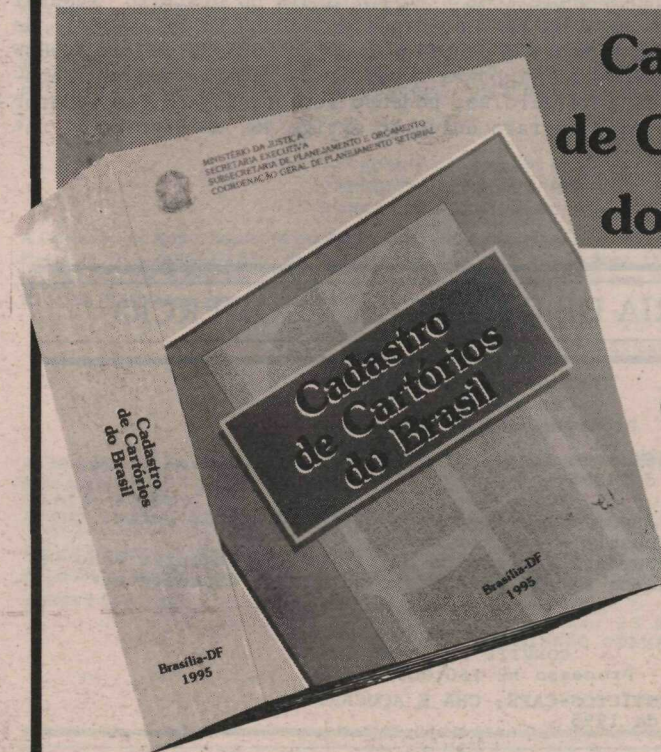 Ca
de C
do
MINISTÉRIO DA JUSTIÇA
SECRETARIA EXECUTIVA
SUBSECRETARIA DE PLANEJAMENTO E ORÇAMENTO
COORDENAÇÃO GERAL DE PLANEJAMENTO SETORIAL
Cadastro
de Cartórios
do Brasil
Cadastro
de Cartórios
do Brasil
Brasília-DF
1995
Brasília-DF
1995